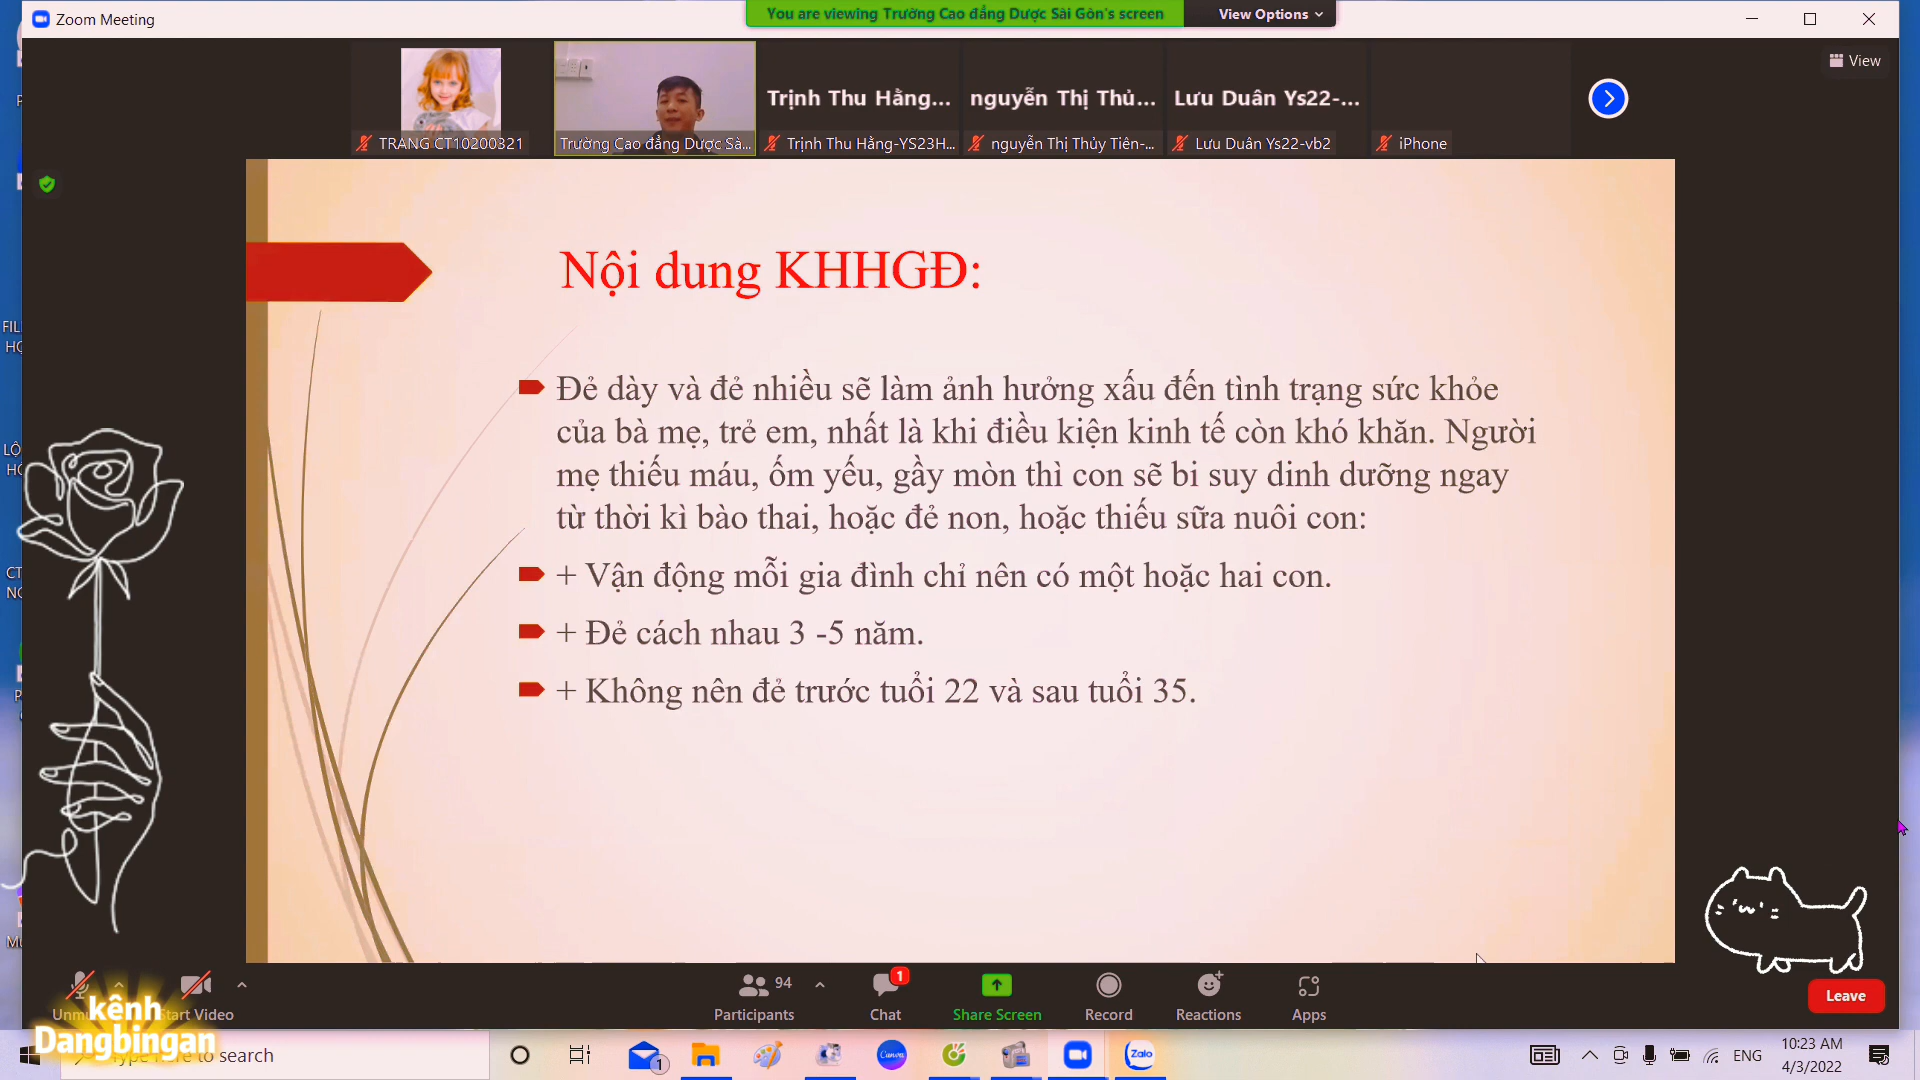 Zoom Meeting
You are viewing Trường Cao đẳng Dược Sài Gòn's screen
View Options
View
Trịnh Thu Hằng...
nguyễn Thị Thủ...
Lưu Duân Ys22-...
TRANG CT10200321
Trường Cao đẳng Dược Sà...
Trịnh Thu Hằng-YS23H...
nguyễn Thị Thủy Tiên-...
Lưu Duân Ys22-vb2
iPhone
Nội dung KHHGĐ:
Đẻ dày và đẻ nhiều sẽ làm ảnh hưởng xấu đến tình trạng sức khỏe
của bà mẹ, trẻ em, nhất là khi điều kiện kinh tế còn khó khăn. Người
mẹ thiếu máu, ốm yếu, gầy mòn thì con sẽ bi suy dinh dưỡng ngay
từ thời kì bào thai, hoặc đẻ non, hoặc thiếu sữa nuôi con:
+ Vận động mỗi gia đình chỉ nên có một hoặc hai con.
+ Đẻ cách nhau 3 -5 năm.
+ Không nên đẻ trước tuổi 22 và sau tuổi 35.
94
1
Start Video
Participants
Chat
Share Screen
Record
Reactions
Apps
Leave
kênh
Dangbingan
Type here to search
1
Canva
Zalo
ENG
10:23 AM
4/3/2022